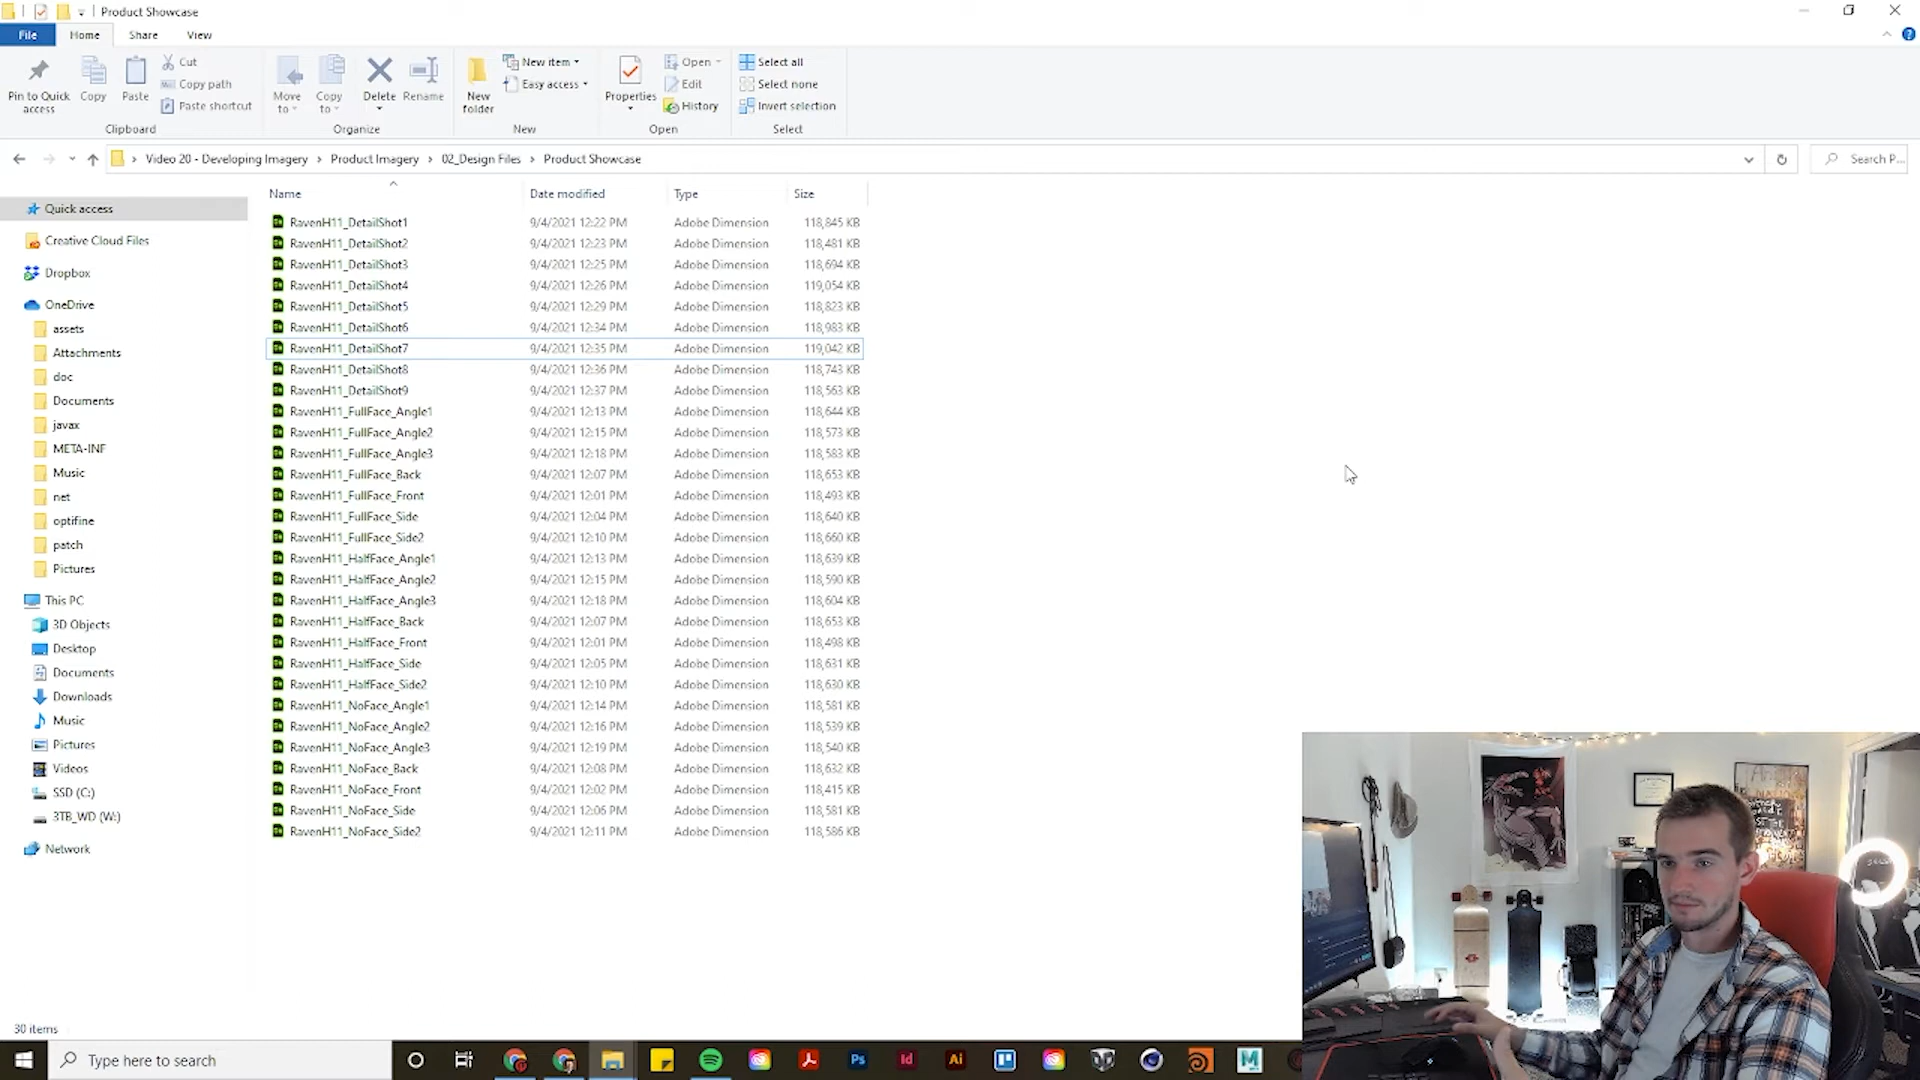 Product Showcase
File Home Share View
Pin to Quick access
Copy
Paste
Cut
Copy path
Paste shortcut
Clipboard
Move to
Copy to
Delete
Rename
Organize
New folder
New item
Easy access
New
Properties
Open
Edit
History
Open
Select all
Select none
Invert selection
Select
Video 20 - Developing Imagery > Product Imagery > 02_Design Files > Product Showcase
Search P...
Name Date modified Type Size
Quick access
Creative Cloud Files
Dropbox
OneDrive
assets
Attachments
doc
Documents
javax
META-INF
Music
net
optifine
patch
Pictures
This PC
3D Objects
Desktop
Documents
Downloads
Music
Pictures
Videos
SSD (C:)
3TB_WD (W:)
Network
RavenH11_DetailShot1 9/4/2021 12:22 PM Adobe Dimension 118,845 KB
RavenH11_DetailShot2 9/4/2021 12:23 PM Adobe Dimension 118,481 KB
RavenH11_DetailShot3 9/4/2021 12:25 PM Adobe Dimension 118,694 KB
RavenH11_DetailShot4 9/4/2021 12:26 PM Adobe Dimension 119,054 KB
RavenH11_DetailShot5 9/4/2021 12:29 PM Adobe Dimension 118,823 KB
RavenH11_DetailShot6 9/4/2021 12:34 PM Adobe Dimension 118,983 KB
RavenH11_DetailShot7 9/4/2021 12:35 PM Adobe Dimension 119,042 KB
RavenH11_DetailShot8 9/4/2021 12:36 PM Adobe Dimension 118,743 KB
RavenH11_DetailShot9 9/4/2021 12:37 PM Adobe Dimension 118,563 KB
RavenH11_FullFace_Angle1 9/4/2021 12:13 PM Adobe Dimension 118,644 KB
RavenH11_FullFace_Angle2 9/4/2021 12:15 PM Adobe Dimension 118,573 KB
RavenH11_FullFace_Angle3 9/4/2021 12:18 PM Adobe Dimension 118,583 KB
RavenH11_FullFace_Back 9/4/2021 12:07 PM Adobe Dimension 118,653 KB
RavenH11_FullFace_Front 9/4/2021 12:01 PM Adobe Dimension 118,493 KB
RavenH11_FullFace_Side 9/4/2021 12:04 PM Adobe Dimension 118,640 KB
RavenH11_FullFace_Side2 9/4/2021 12:10 PM Adobe Dimension 118,660 KB
RavenH11_HalfFace_Angle1 9/4/2021 12:13 PM Adobe Dimension 118,639 KB
RavenH11_HalfFace_Angle2 9/4/2021 12:15 PM Adobe Dimension 118,590 KB
RavenH11_HalfFace_Angle3 9/4/2021 12:18 PM Adobe Dimension 118,604 KB
RavenH11_HalfFace_Back 9/4/2021 12:07 PM Adobe Dimension 118,653 KB
RavenH11_HalfFace_Front 9/4/2021 12:01 PM Adobe Dimension 118,498 KB
RavenH11_HalfFace_Side 9/4/2021 12:05 PM Adobe Dimension 118,631 KB
RavenH11_HalfFace_Side2 9/4/2021 12:10 PM Adobe Dimension 118,630 KB
RavenH11_NoFace_Angle1 9/4/2021 12:14 PM Adobe Dimension 118,581 KB
RavenH11_NoFace_Angle2 9/4/2021 12:16 PM Adobe Dimension 118,539 KB
RavenH11_NoFace_Angle3 9/4/2021 12:19 PM Adobe Dimension 118,540 KB
RavenH11_NoFace_Back 9/4/2021 12:08 PM Adobe Dimension 118,632 KB
RavenH11_NoFace_Front 9/4/2021 12:02 PM Adobe Dimension 118,415 KB
RavenH11_NoFace_Side 9/4/2021 12:06 PM Adobe Dimension 118,581 KB
RavenH11_NoFace_Side2 9/4/2021 12:11 PM Adobe Dimension 118,586 KB
30 items
Type here to search
Ps
Id
Ai
M